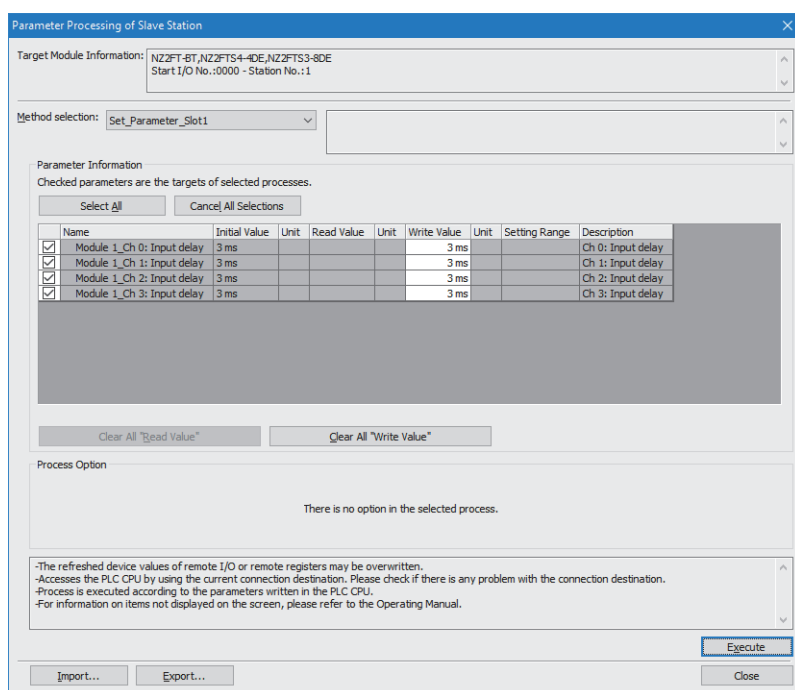 Parameter Processing of Slave Station
Target Module Information:
NZ2FT-BT,NZ2FTS4-4DE,NZ2FTS3-8DE
Start I/O No.:0000 - Station No.:1
Method selection: Set_Parameter_Slot1
Parameter Information
Checked parameters are the targets of selected processes.
Select All Cancel All Selections
Name Initial Value Unit Read Value Unit Write Value Unit Setting Range Description
Module 1_Ch 0: Input delay 3 ms 3 ms Ch 0: Input delay
Module 1_Ch 1: Input delay 3 ms 3 ms Ch 1: Input delay
Module 1_Ch 2: Input delay 3 ms 3 ms Ch 2: Input delay
Module 1_Ch 3: Input delay 3 ms 3 ms Ch 3: Input delay
Clear All "Read Value" Clear All "Write Value"
Process Option
There is no option in the selected process.
-The refreshed device values of remote I/O or remote registers may be overwritten.
-Accesses the PLC CPU by using the current connection destination. Please check if there is any problem with the connection destination.
-Process is executed according to the parameters written in the PLC CPU.
-For information on items not displayed on the screen, please refer to the Operating Manual.
Execute
Import... Export... Close